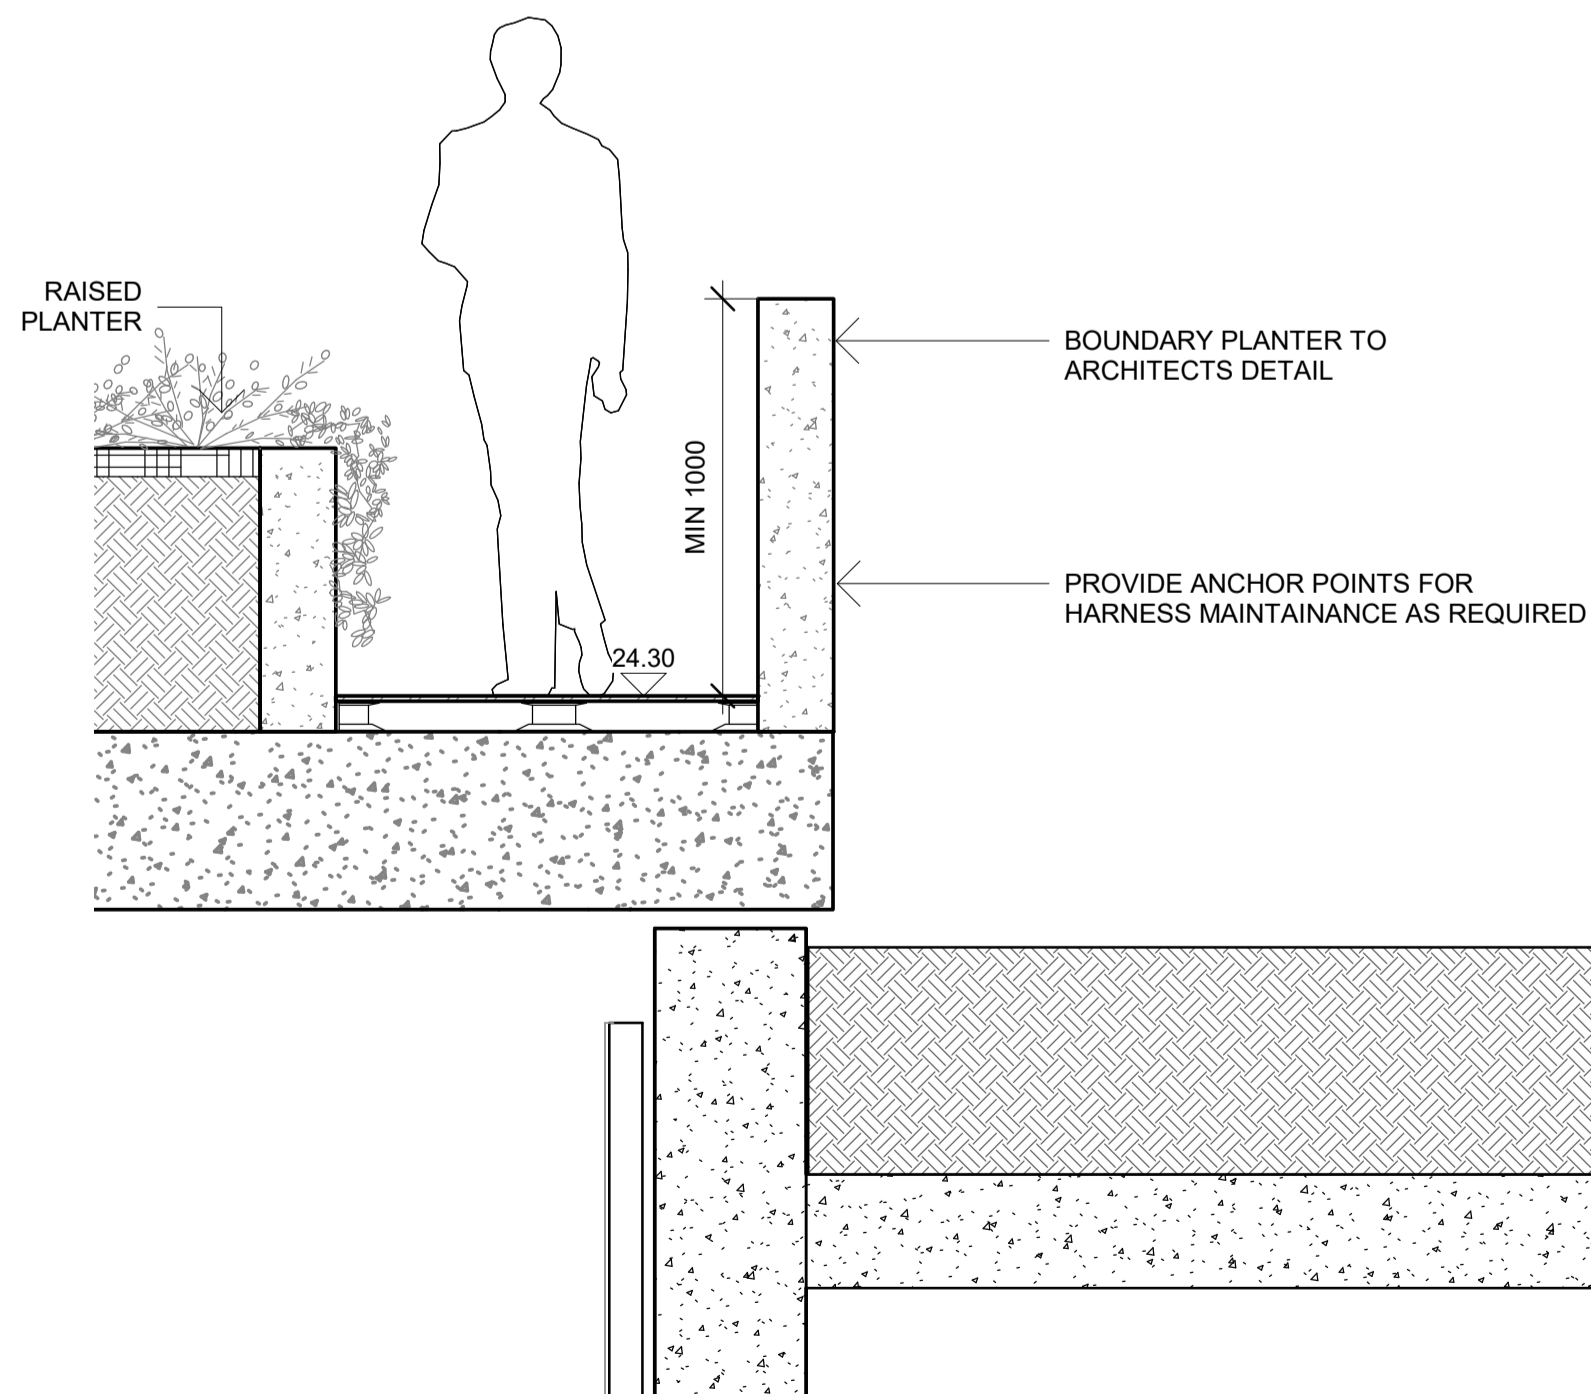 RAISED
PLANTER
BOUNDARY PLANTER TO
ARCHITECTS DETAIL
MIN 1000
PROVIDE ANCHOR POINTS FOR
HARNESS MAINTAINANCE AS REQUIRED
24.30